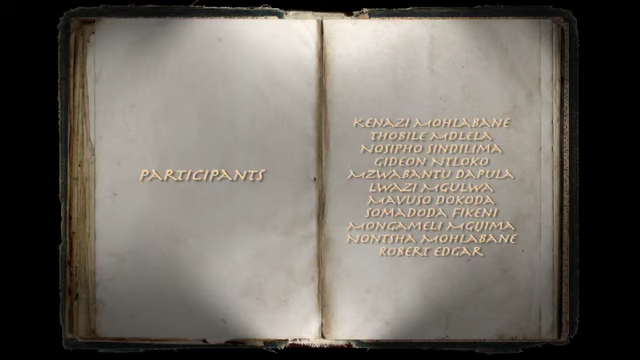 PARTICIPANTS
KENAZI MOHLABANE
THOBILE MDLELA
NOSIPHO SINDILIMA
GIDEON NTLOKO
MZWABANTU DAPULA
LWAZI MGULWA
MAVUSO DOKODA
SOMADODA FIKENI
MONGAMELI MGIJIMA
NONTSHA MOHLABANE
ROBERT EDGAR